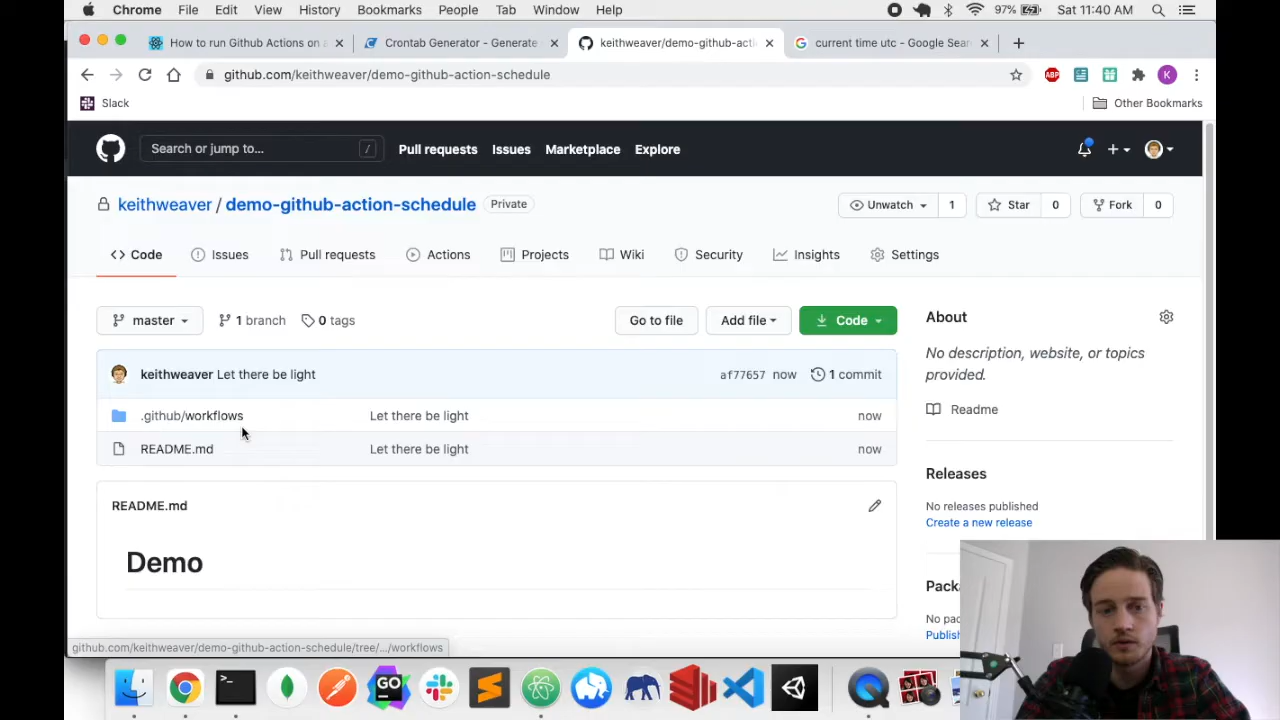 Chrome File Edit View History Bookmarks People Tab Window Help 97% Sat 11:40 AM
How to run Github Actions on a
Crontab Generator - Generate
keithweaver/demo-github-acti
current time utc - Google Sear
github.com/keithweaver/demo-github-action-schedule
ABP
K
Slack
Other Bookmarks
Search or jump to...
/
Pull requests Issues Marketplace Explore
keithweaver / demo-github-action-schedule Private
Unwatch 1
Star 0
Fork 0
<> Code Issues Pull requests Actions Projects Wiki Security Insights Settings
master
1 branch
0 tags
Go to file
Add file
Code
keithweaver Let there be light
af77657 now
1 commit
.github/workflows Let there be light now
README.md Let there be light now
README.md
Demo
About
No description, website, or topics
provided.
Readme
Releases
No releases published
Create a new release
Publish
github.com/keithweaver/demo-github-action-schedule/tree/.../workflows
GO